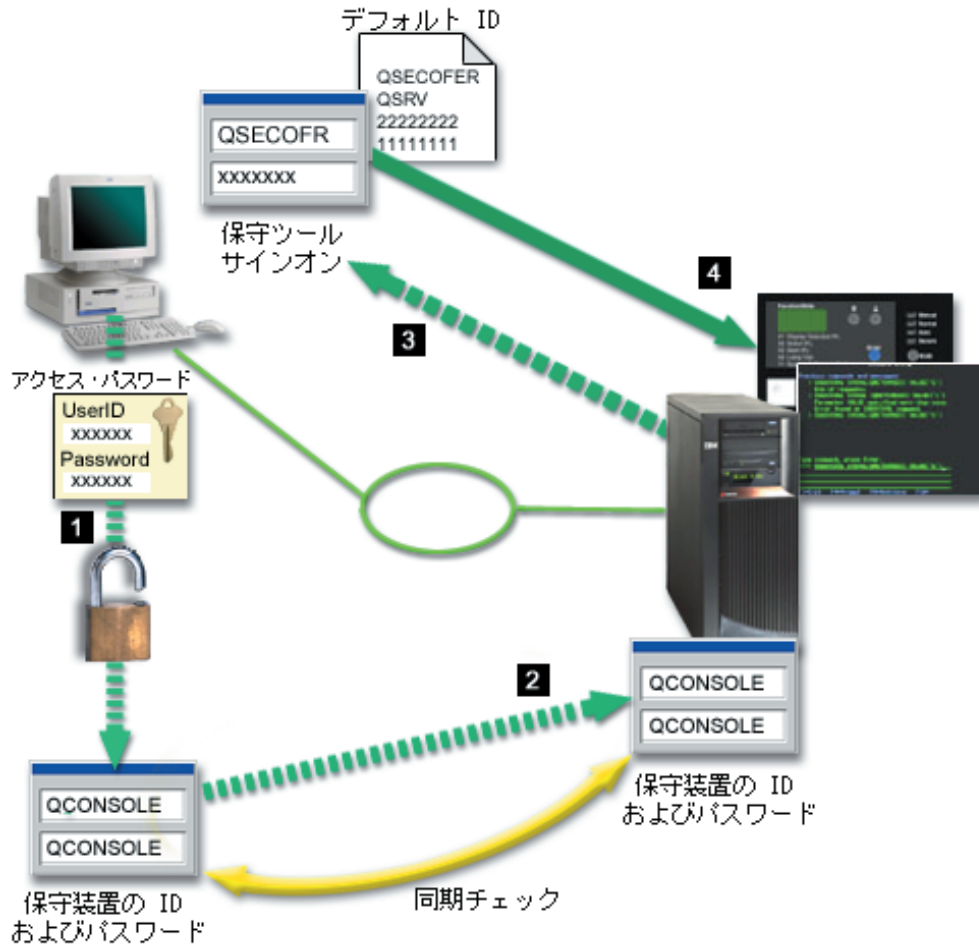 デフォルト ID
QSECOFER
QSRV
22222222
11111111
QSECOFR
xxxxxxx
保守ツール
サインオン
4
3
アクセス・パスワード
UserID
xxxxxx
Password
xxxxxx
1
2
QCONSOLE
QCONSOLE
保守装置の ID
およびパスワード
QCONSOLE
QCONSOLE
保守装置の ID
およびパスワード
同期チェック
IBM
Manual
Normal